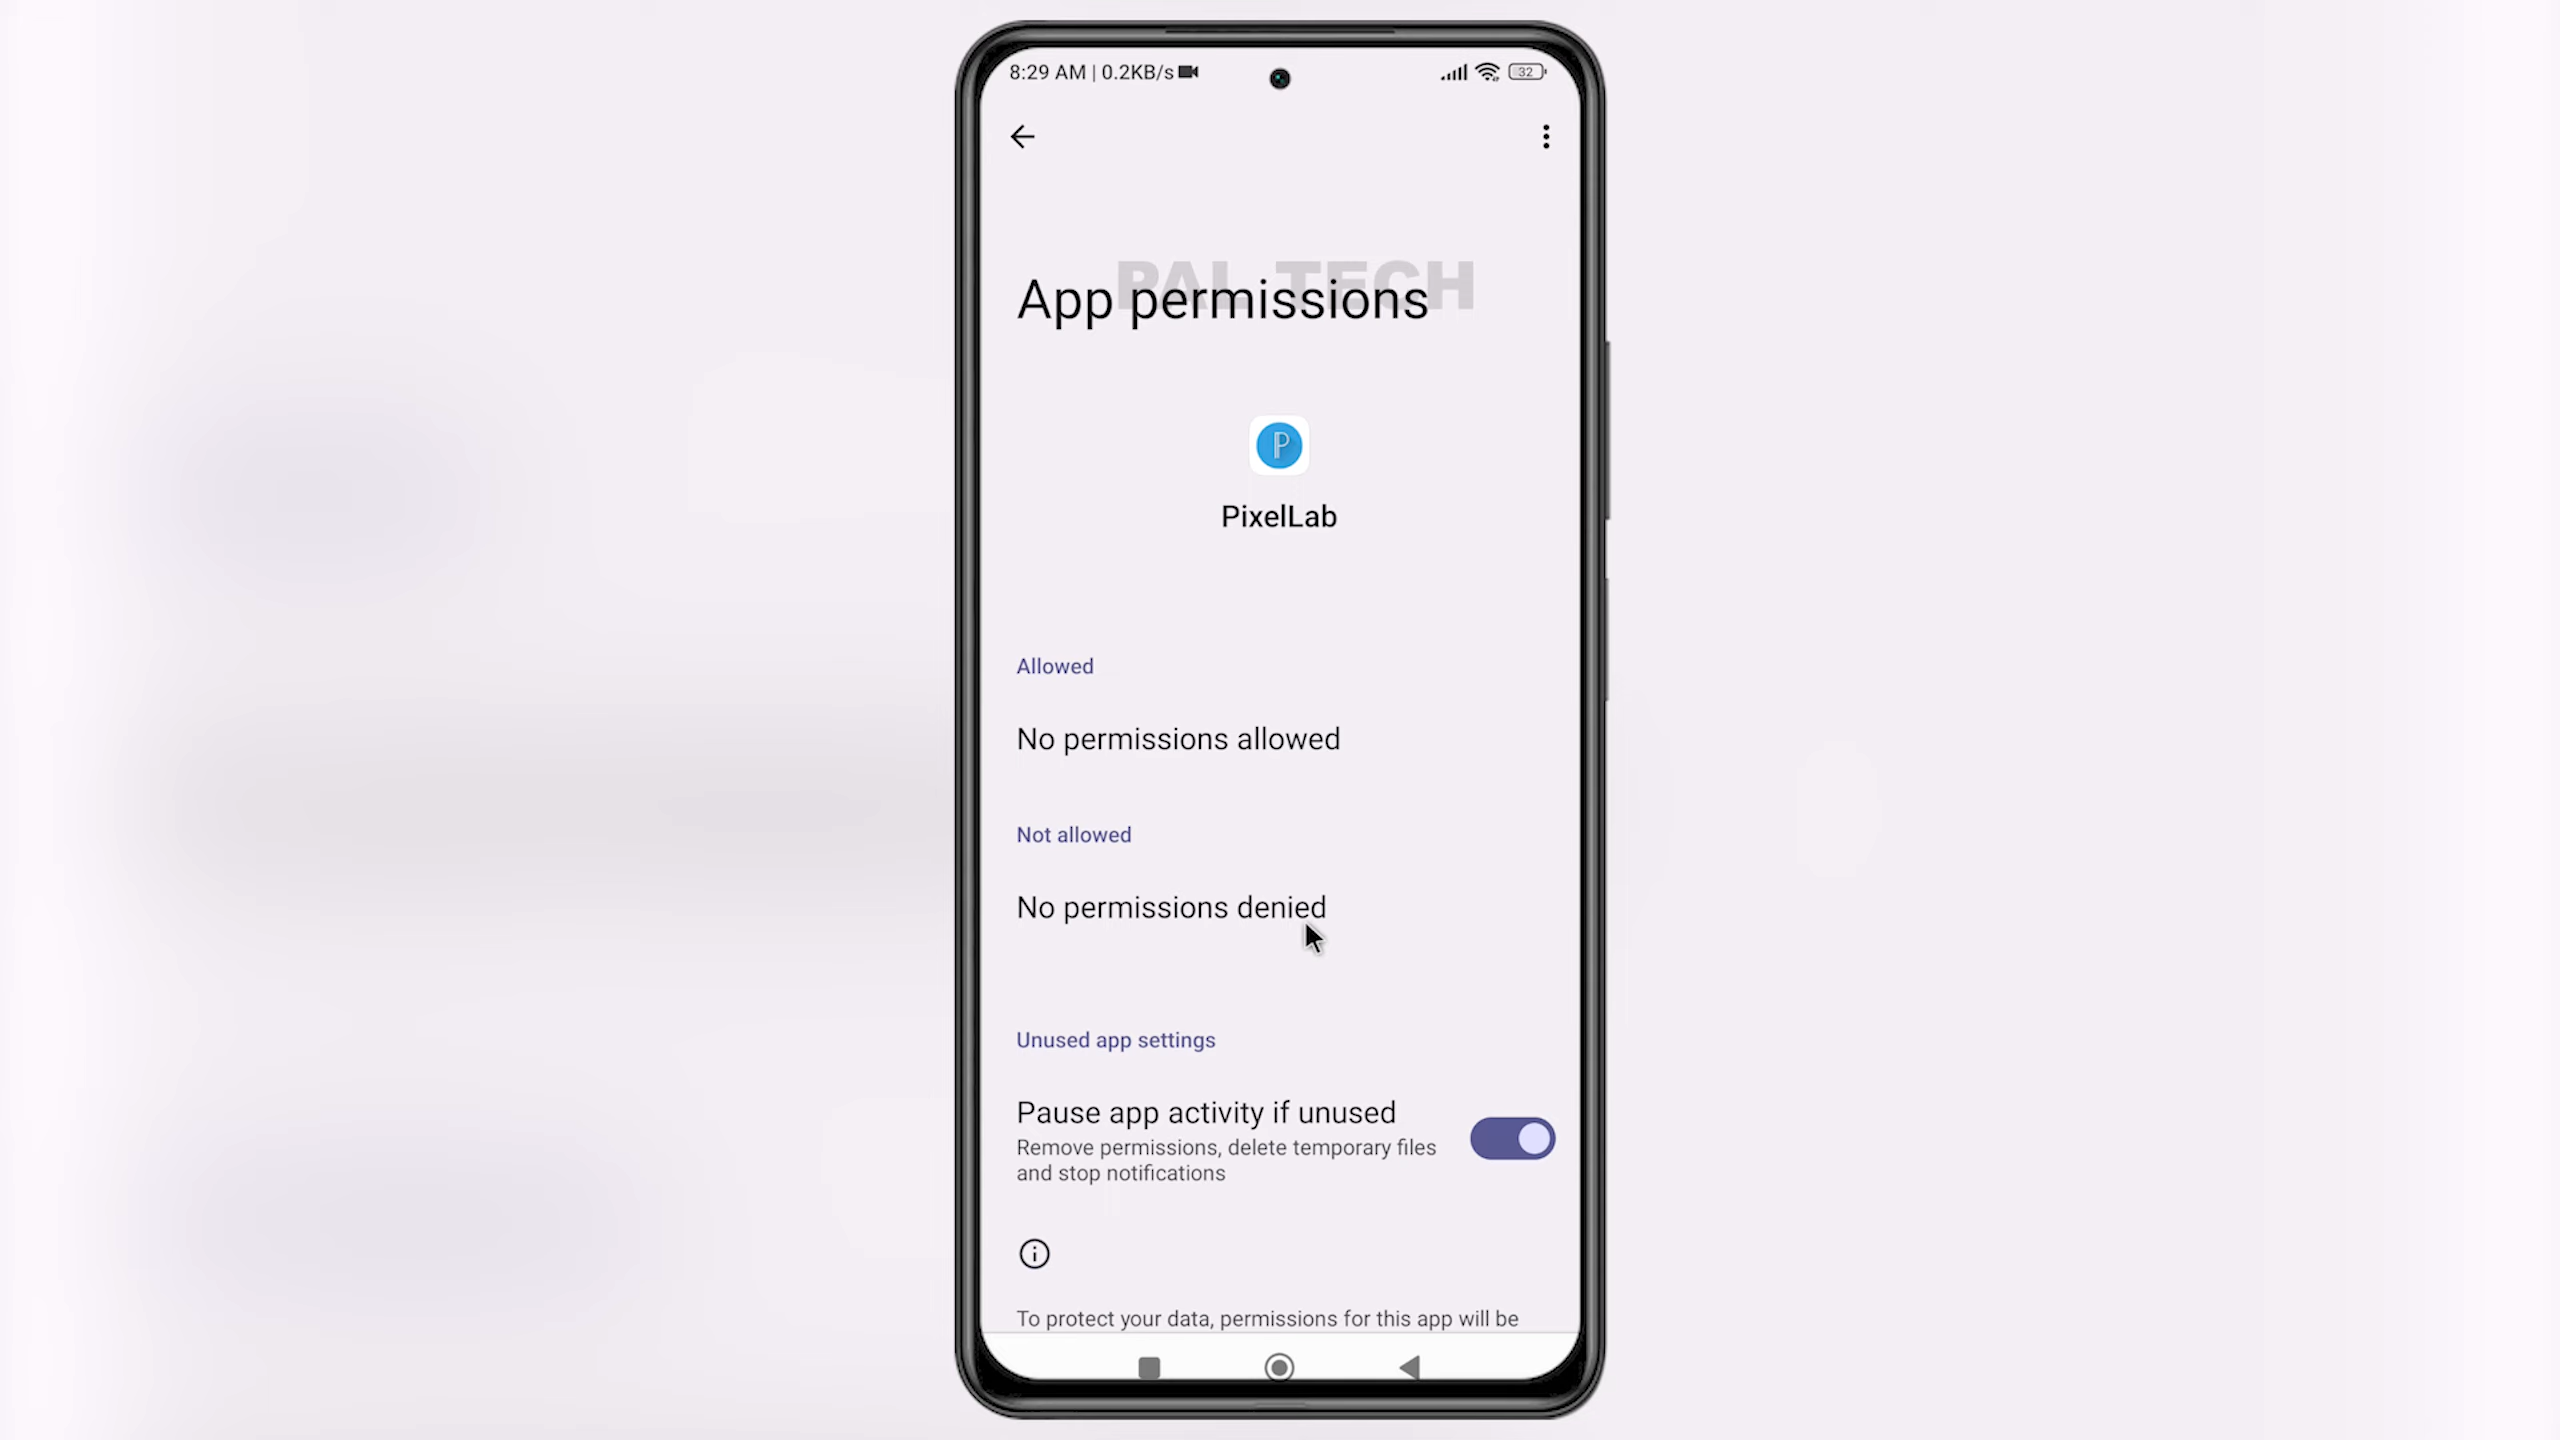 8:29 AM | 0.2KB/s
32
PAL TECH
App permissions
P
PixelLab
Allowed
No permissions allowed
Not allowed
No permissions denied
Unused app settings
Pause app activity if unused
Remove permissions, delete temporary files
and stop notifications
To protect your data, permissions for this app will be